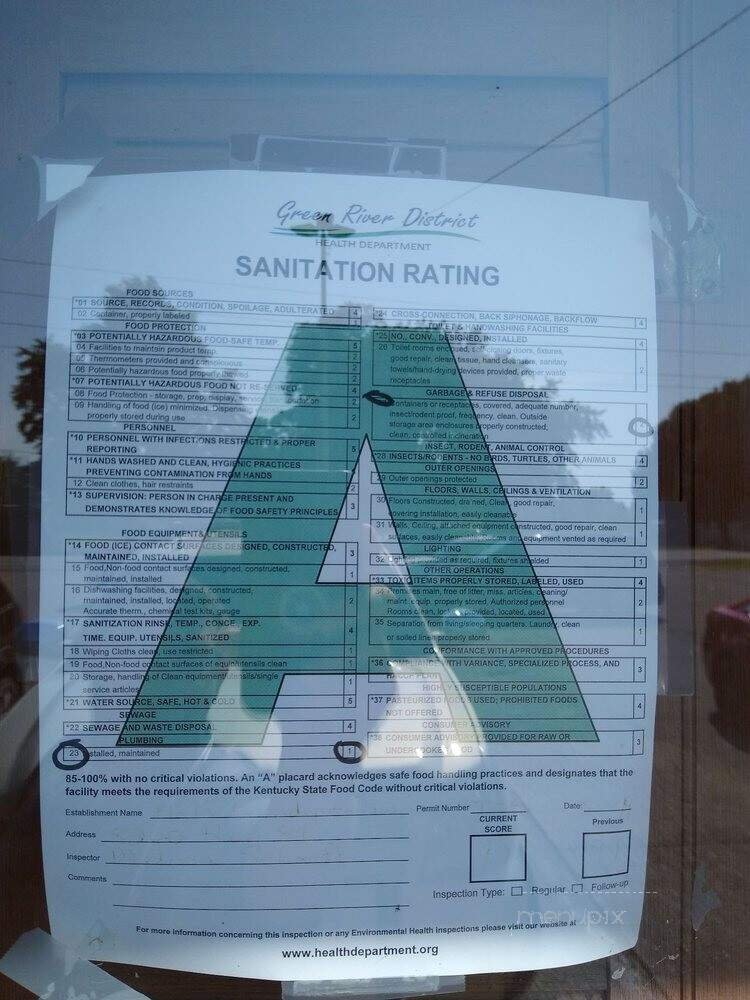 Green River District
HEALTH DEPARTMENT
SANITATION RATING
FOOD SOURCES
*01 SOURCE, RECORDS, CONDITION, SPOILAGE, ADULTERATED 4
02 Container, properly labeled
FOOD PROTECTION
*03 POTENTIALLY HAZARDOUS FOOD-SAFE TEMP. 5
04 Facilities to maintain product temp. 2
05 Thermometers provided and conspicuous
06 Potentially hazardous food properly thawed 2
*07 POTENTIALLY HAZARDOUS FOOD NOT RE-SERVED 4
08 Food Protection - storage, prep, display, 2
09 Handling of food (ice) minimized. Dispensing
properly stored during use 2
PERSONNEL
*10 PERSONNEL WITH INFECTIONS RESTRICTED & PROPER
REPORTING 5
*11 HANDS WASHED AND CLEAN, HYGIENIC PRACTICES
PREVENTING CONTAMINATION FROM HANDS
12 Clean clothes, hair restraints 2
*13 SUPERVISION: PERSON IN CHARGE PRESENT AND
DEMONSTRATES KNOWLEDGE OF FOOD SAFETY PRINCIPLES 3
FOOD EQUIPMENT& UTENSILS
*14 FOOD (ICE) CONTACT SURFACES DESIGNED, CONSTRUCTED,
MAINTAINED, INSTALLED 3
15 Food,Non-food contact surfaces designed, constructed,
maintained, installed 1
16 Dishwashing facilities, designed, constructed,
maintained, installed, located, operated
Accurate therm., chemical test kits, gauge 2
*17 SANITIZATION RINSE, TEMP., CONCE., EXP.
TIME. EQUIP. UTENSILS, SANITIZED 4
18 Wiping Cloths clean, use restricted 1
19 Food,Non-food contact surfaces of equip/utensils clean 1
20 Storage, handling of Clean equipment/utensils/single
service articles 1
*21 WATER SOURCE, SAFE, HOT & COLD 5
SEWAGE
*22 SEWAGE AND WASTE DISPOSAL 4
PLUMBING
23 Installed, maintained 1
CROSS-CONNECTION, BACK SIPHONAGE, BACKFLOW 4
& HANDWASHING FACILITIES
*25 NO., CONV., DESIGNED, INSTALLED 4
26 Toilet rooms enclosed, self-closing doors, fixtures,
good repair, clean, tissue, hand cleansers, sanitary
towels/hand-drying devices provided, proper waste
receptacles 2
GARBAGE & REFUSE DISPOSAL
Containers or receptacles, covered, adequate number,
insect/rodent proof, frequency, clean. Outside
storage area enclosures properly constructed,
clean, controlled incineration
INSECT, RODENT, ANIMAL CONTROL
*28 INSECTS/RODENTS - NO BIRDS, TURTLES, OTHER ANIMALS 4
OUTER OPENINGS
29 Outer openings protected 2
FLOORS, WALLS, CEILINGS & VENTILATION
30 Floors Constructed, drained, Clean, good repair,
covering installation, easily cleanable 1
31 Walls, Ceiling, attached equipment constructed, good repair, clean
surfaces, easily cleanable, rooms and equipment vented as required 1
LIGHTING
32 Lighting provided as required, fixtures shielded 1
OTHER OPERATIONS
*33 TOXIC ITEMS PROPERLY STORED, LABELED, USED 4
34 Premises main, free of litter, misc. articles, cleaning/
maint. equip. properly stored. Authorized personnel
Rooms clean, located, provided, located, used 2
35 Separation from living/sleeping quarters. Laundry, clean
or soiled linen properly stored 1
CONFORMANCE WITH APPROVED PROCEDURES
*36 COMPLIANCE WITH VARIANCE, SPECIALIZED PROCESS, AND
HACCP PLAN 3
HIGHLY SUSCEPTIBLE POPULATIONS
*37 PASTEURIZED FOODS USED; PROHIBITED FOODS
NOT OFFERED 4
CONSUMER ADVISORY
*38 CONSUMER ADVISORY PROVIDED FOR RAW OR
UNDERCOOKED FOOD 3
A
85-100% with no critical violations. An "A" placard acknowledges safe food handling practices and designates that the
facility meets the requirements of the Kentucky State Food Code without critical violations.
Establishment Name
Permit Number
Date:
Address
CURRENT
SCORE
Previous
Inspector
Comments
Inspection Type: Regular Follow-up
For more information concerning this inspection or any Environmental Health inspections please visit our website at
www.healthdepartment.org
menupix